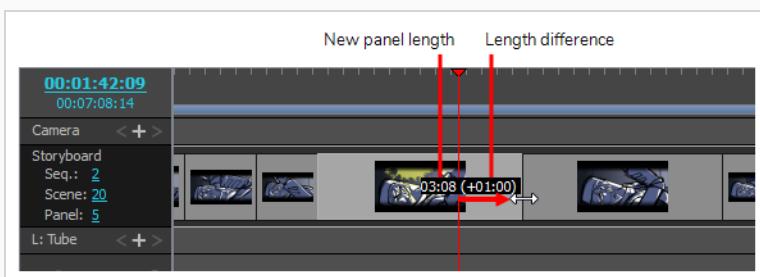 New panel length Length difference
00:01:42:09
00:07:08:14
Camera < + >
Storyboard
Seq.: 2
Scene: 20
Panel: 5
03:08 (+01:00)
L: Tube < + >